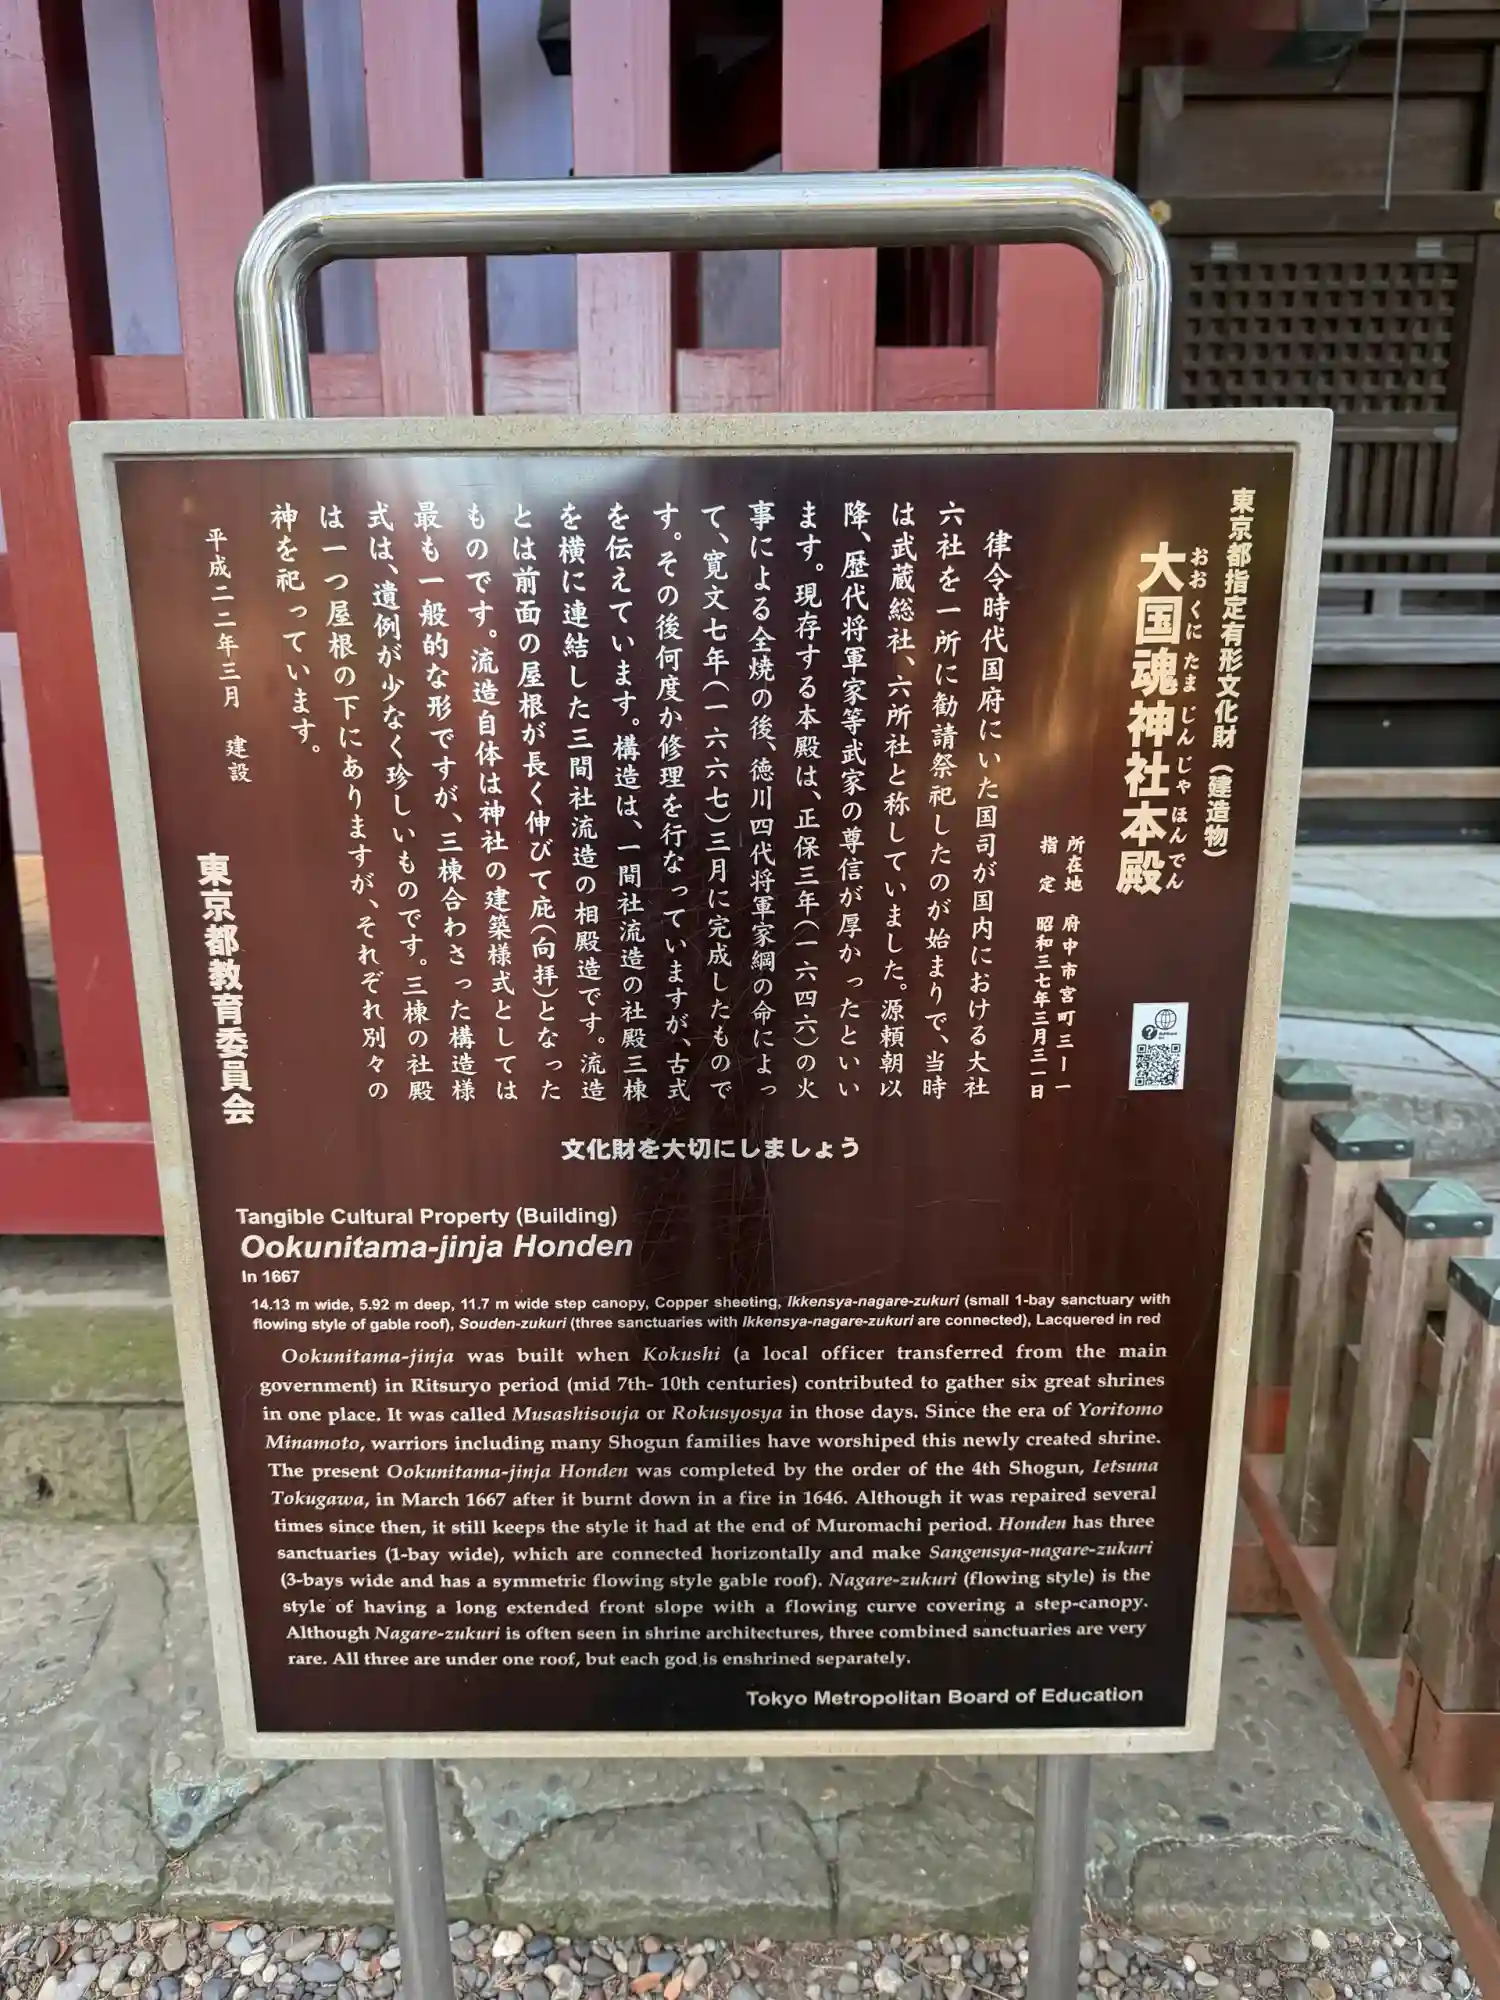 東京都指定有形文化財（建造物）
おおくにたまじんじゃほんでん
大国魂神社本殿
所在地　府中市宮町三ー一
指　定　昭和三七年三月三一日
律令時代国府にいた国司が国内における大社
六社を一所に勧請祭祀したのが始まりで、当時
は武蔵総社、六所社と称していました。源頼朝以
降、歴代将軍家等武家の尊信が厚かったといい
ます。現存する本殿は、正保三年（一六四六）の火
事による全焼の後、徳川四代将軍家綱の命によっ
て、寛文七年（一六六七）三月に完成したもので
す。その後何度か修理を行なっていますが、古式
を伝えています。構造は、一間社流造の社殿三棟
を横に連結した三間社流造の相殿造です。流造
とは前面の屋根が長く伸びて庇（向拝）となった
ものです。流造自体は神社の建築様式としては
最も一般的な形ですが、三棟合わさった構造様
式は、遺例が少なく珍しいものです。三棟の社殿
は一つ屋根の下にありますが、それぞれ別々の
神を祀っています。
平成二二年三月　建設
東京都教育委員会
文化財を大切にしましょう
Tangible Cultural Property (Building)
Ookunitama-jinja Honden
In 1667
14.13 m wide, 5.92 m deep, 11.7 m wide step canopy, Copper sheeting, Ikkensya-nagare-zukuri (small 1-bay sanctuary with
flowing style of gable roof), Souden-zukuri (three sanctuaries with Ikkensya-nagare-zukuri are connected), Lacquered in red
Ookunitama-jinja was built when Kokushi (a local officer transferred from the main
government) in Ritsuryo period (mid 7th- 10th centuries) contributed to gather six great shrines
in one place. It was called Musashisouja or Rokusyosya in those days. Since the era of Yoritomo
Minamoto, warriors including many Shogun families have worshiped this newly created shrine.
The present Ookunitama-jinja Honden was completed by the order of the 4th Shogun, Ietsuna
Tokugawa, in March 1667 after it burnt down in a fire in 1646. Although it was repaired several
times since then, it still keeps the style it had at the end of Muromachi period. Honden has three
sanctuaries (1-bay wide), which are connected horizontally and make Sangensya-nagare-zukuri
(3-bays wide and has a symmetric flowing style gable roof). Nagare-zukuri (flowing style) is the
style of having a long extended front slope with a flowing curve covering a step-canopy.
Although Nagare-zukuri is often seen in shrine architectures, three combined sanctuaries are very
rare. All three are under one roof, but each god is enshrined separately.
Tokyo Metropolitan Board of Education